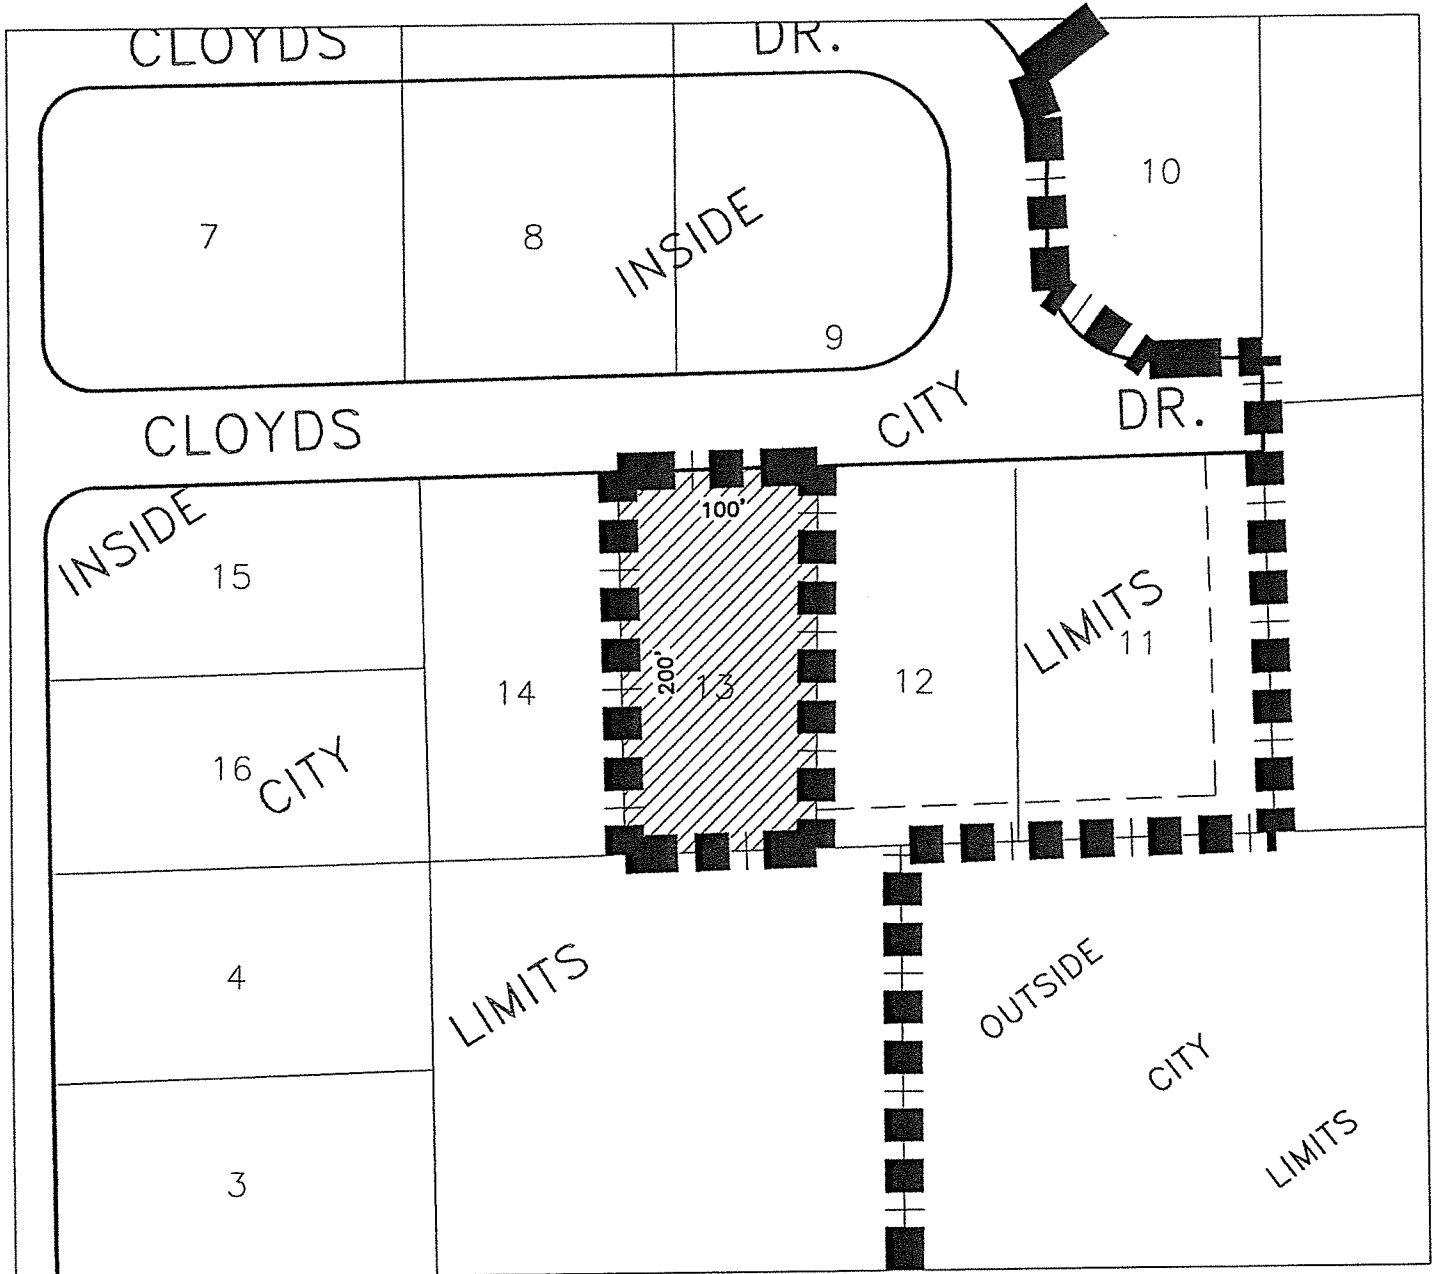 CLOYDS DR.
10
7
8
INSIDE
9
CITY
DR.
CLOYDS
INSIDE
100'
15
LIMITS
11
200'
13
12
14
16
CITY
4
LIMITS
OUTSIDE
CITY
LIMITS
3